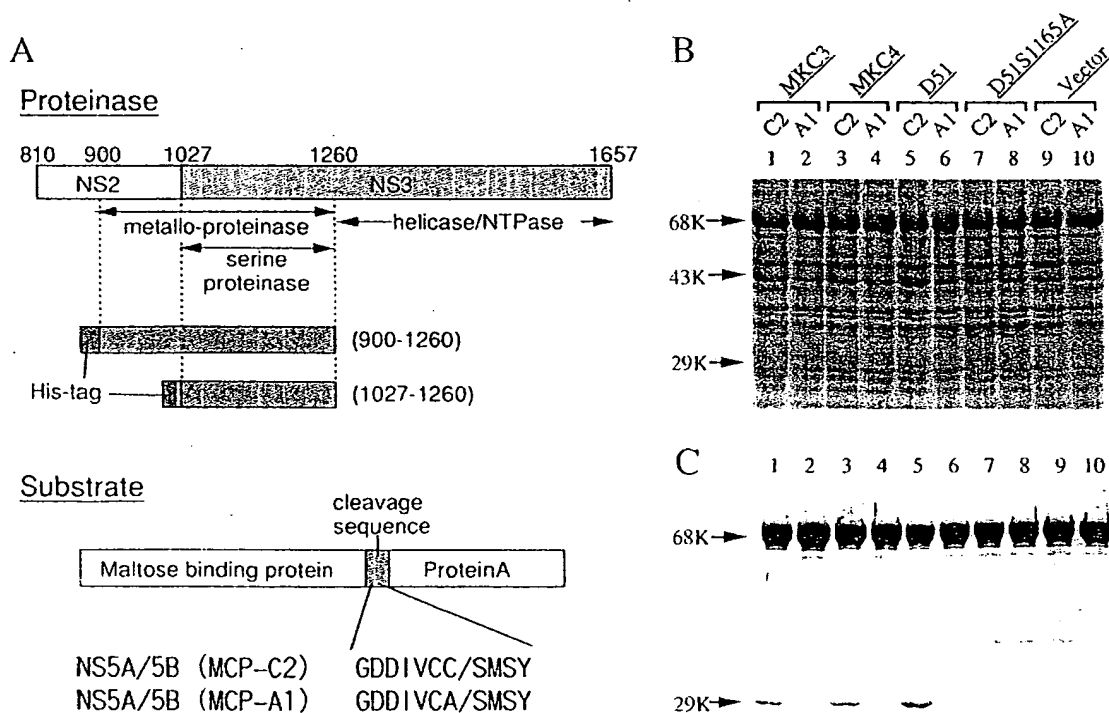 A
Proteinase
810 900 1027 1260 1657
NS2 NS3
metallo-proteinase helicase/NTPase
serine
proteinase
(900-1260)
His-tag (1027-1260)
Substrate
cleavage
sequence
Maltose binding protein ProteinA
NS5A/5B (MCP-C2) GDDIVCC/SMSY
NS5A/5B (MCP-A1) GDDIVCA/SMSY
B
MKC3 MKC4 D51 D51S1165A Vector
C2 A1 C2 A1 C2 A1 C2 A1 C2 A1
1 2 3 4 5 6 7 8 9 10
68K
43K
29K
C
1 2 3 4 5 6 7 8 9 10
68K
29K